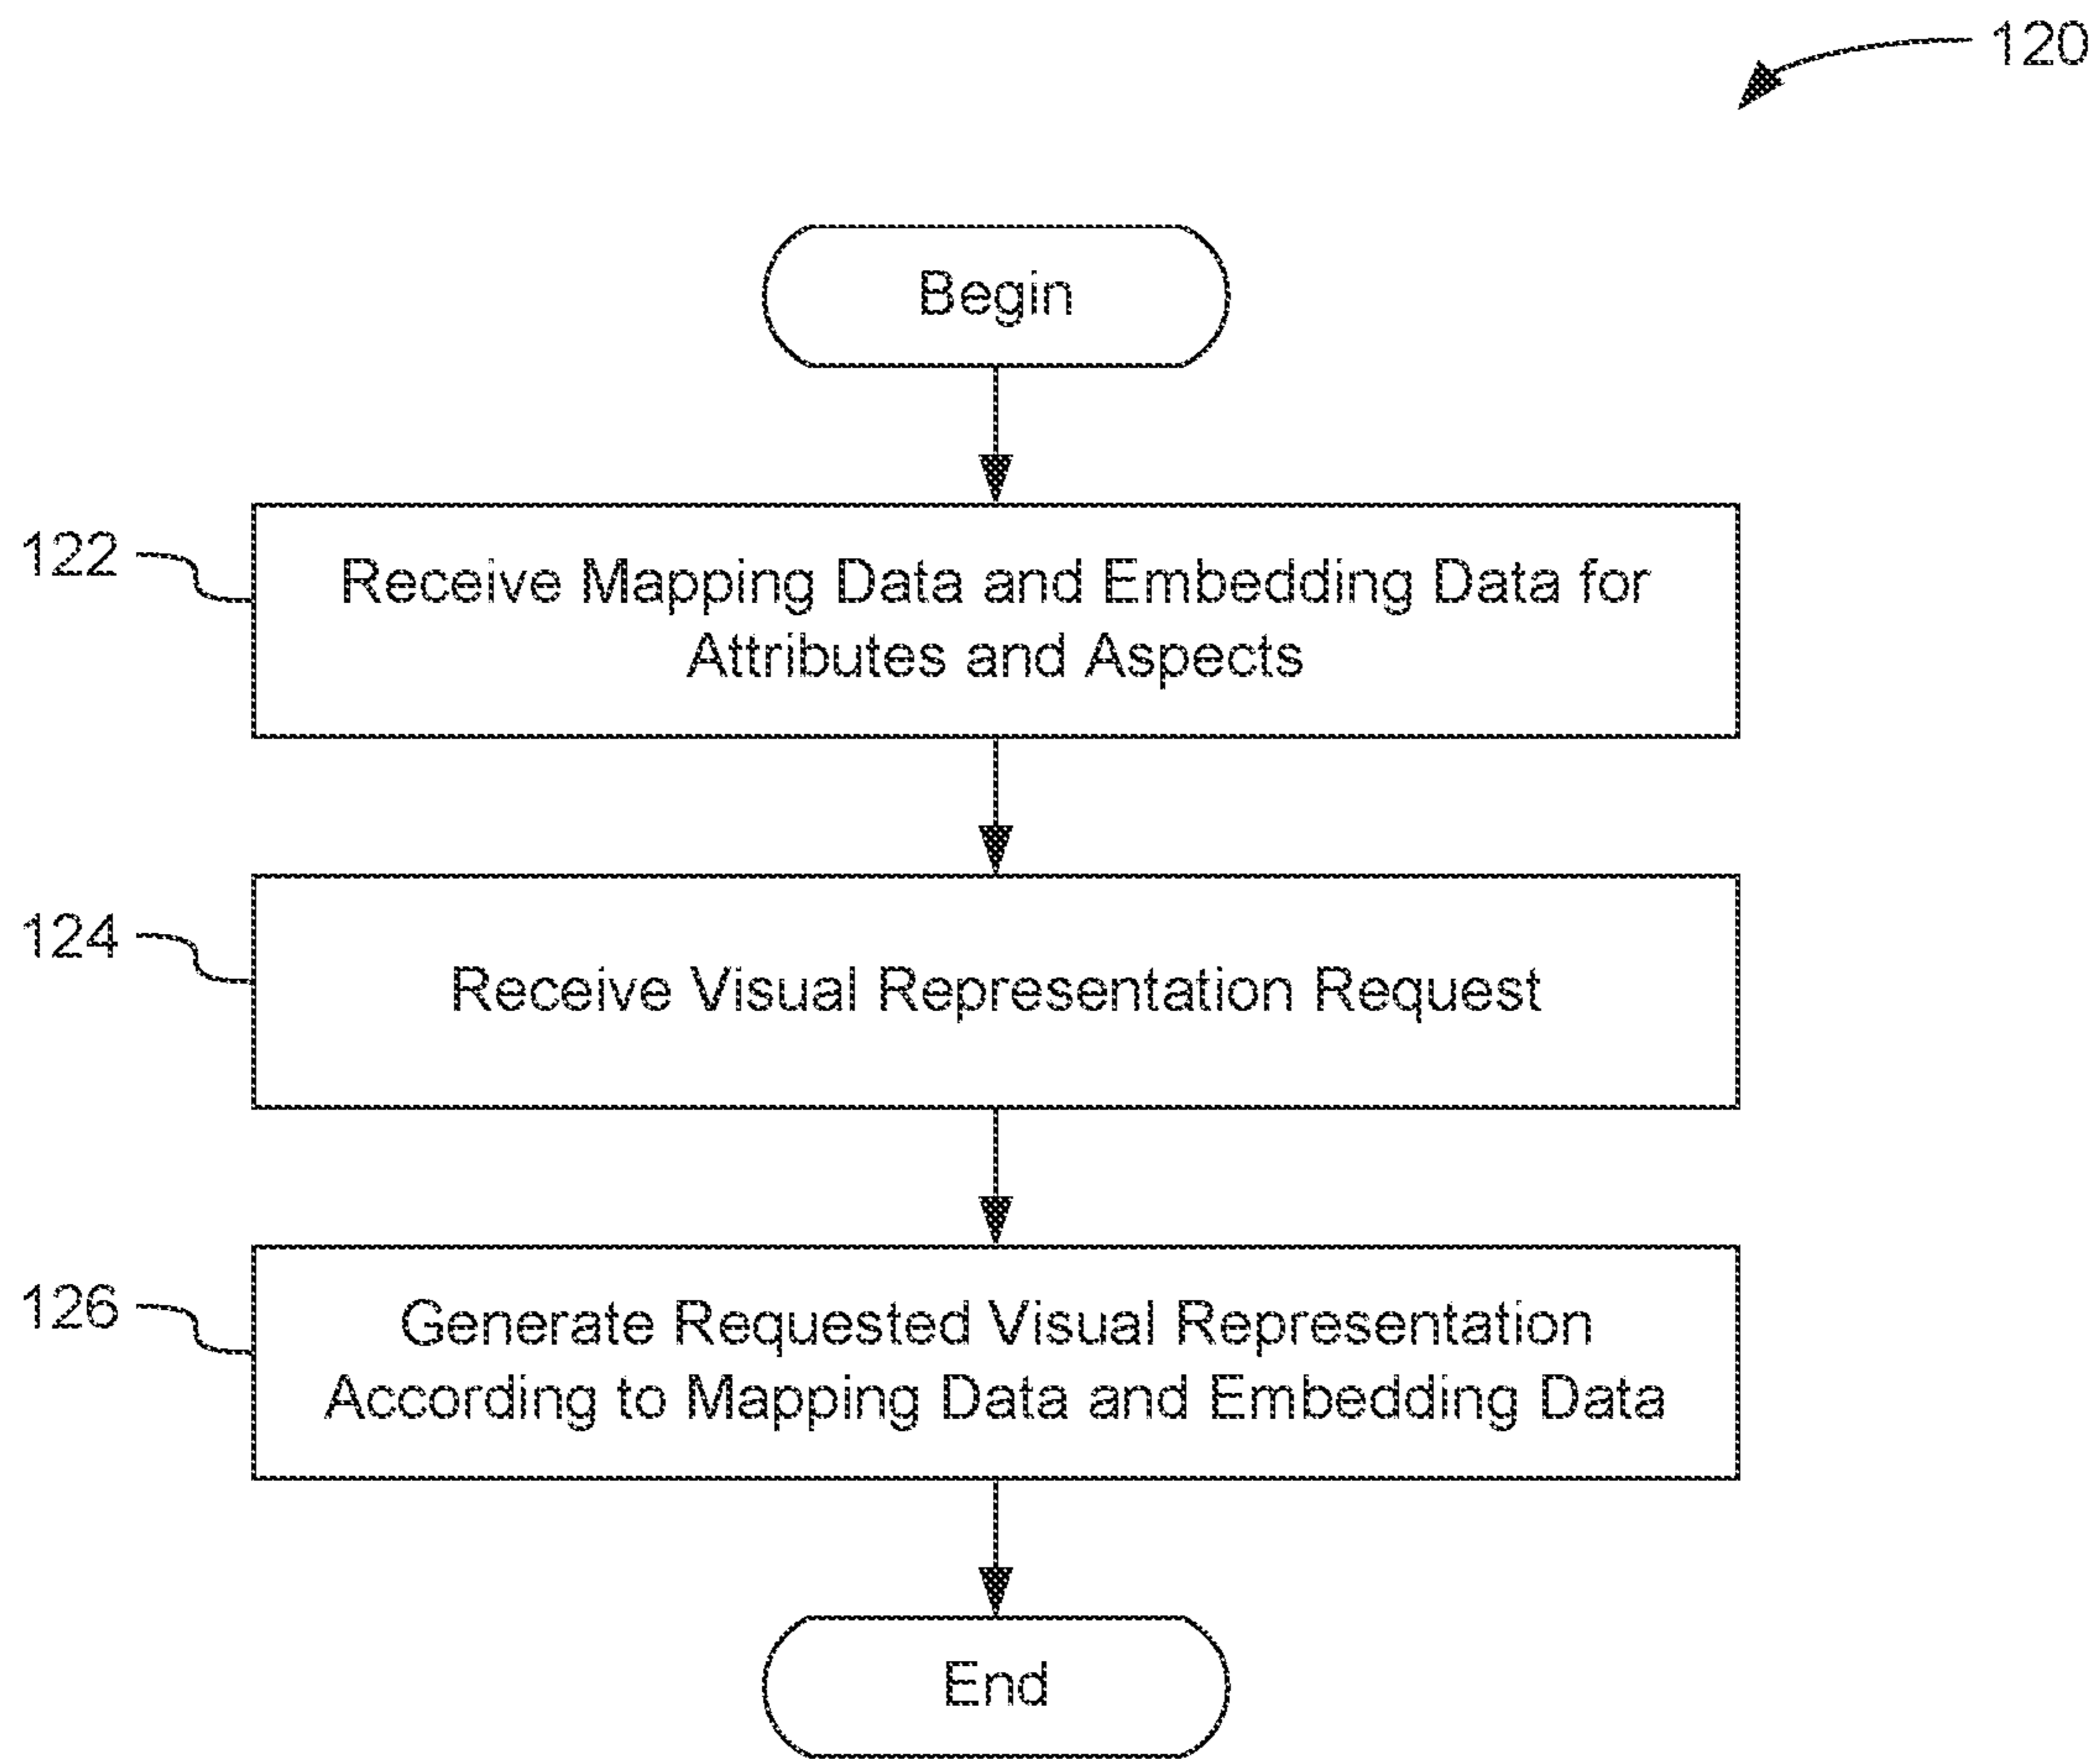 120
Begin
122
Receive Mapping Data and Embedding Data for
Attributes and Aspects
124
Receive Visual Representation Request
126
Generate Requested Visual Representation
According to Mapping Data and Embedding Data
End